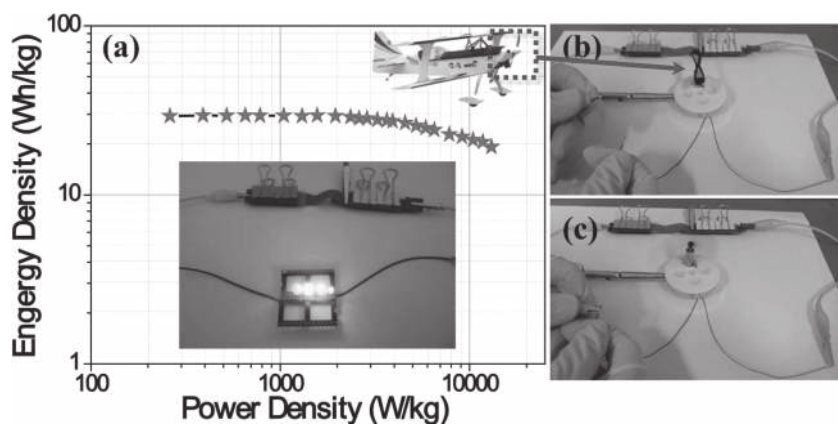 100
(a)
(b)
Engergy Density (Wh/kg)
10
(c)
1
100
1000
10000
Power Density (W/kg)